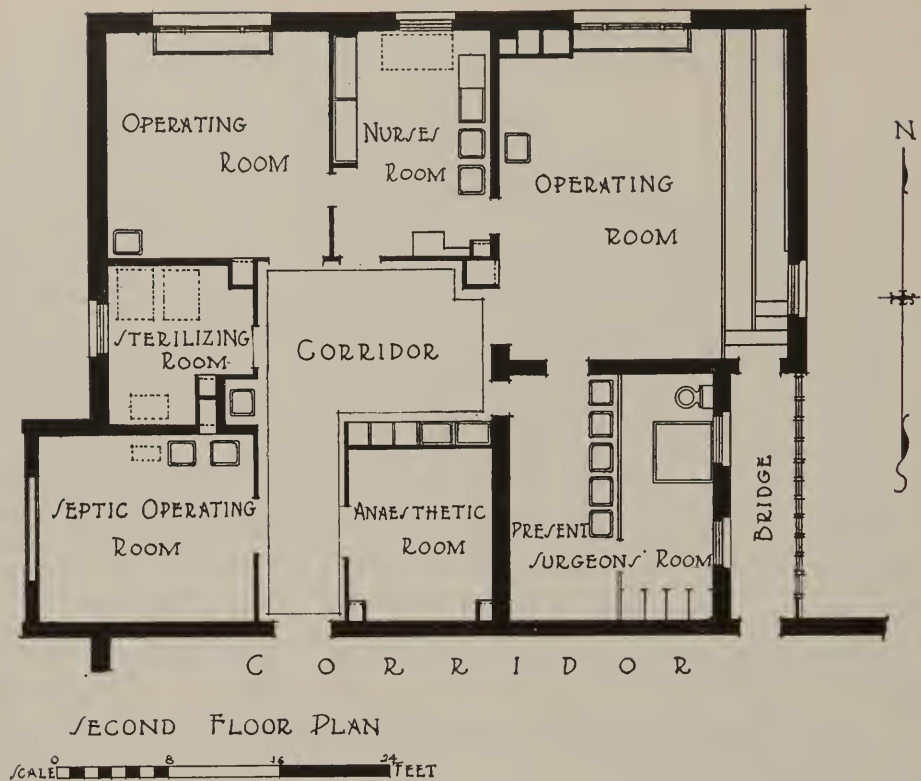 OPERATING
ROOM
NURSES
ROOM
OPERATING
ROOM
N
STERILIZING
ROOM
CORRIDOR
SEPTIC OPERATING
ROOM
ANAESTHETIC
ROOM
PRESENT
SURGEONS' ROOM
BRIDGE
S
CORRIDOR
SECOND FLOOR PLAN
SCALE 0 8 16 24 FEET